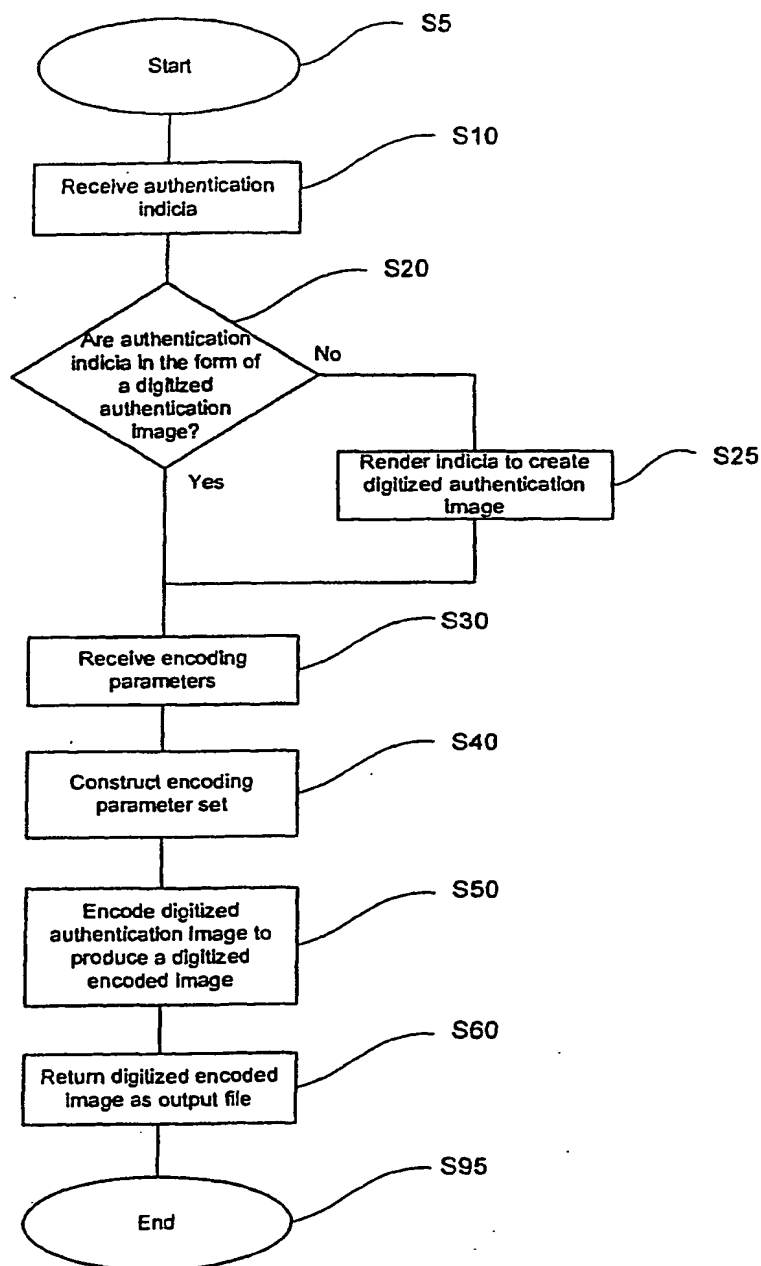 S5
Start
S10
Receive authentication
indicia
S20
Are authentication
indicia in the form of
a digitized
authentication
image?
No
Yes
S25
Render indicia to create
digitized authentication
image
S30
Receive encoding
parameters
S40
Construct encoding
parameter set
S50
Encode digitized
authentication image to
produce a digitized
encoded image
S60
Return digitized encoded
image as output file
S95
End